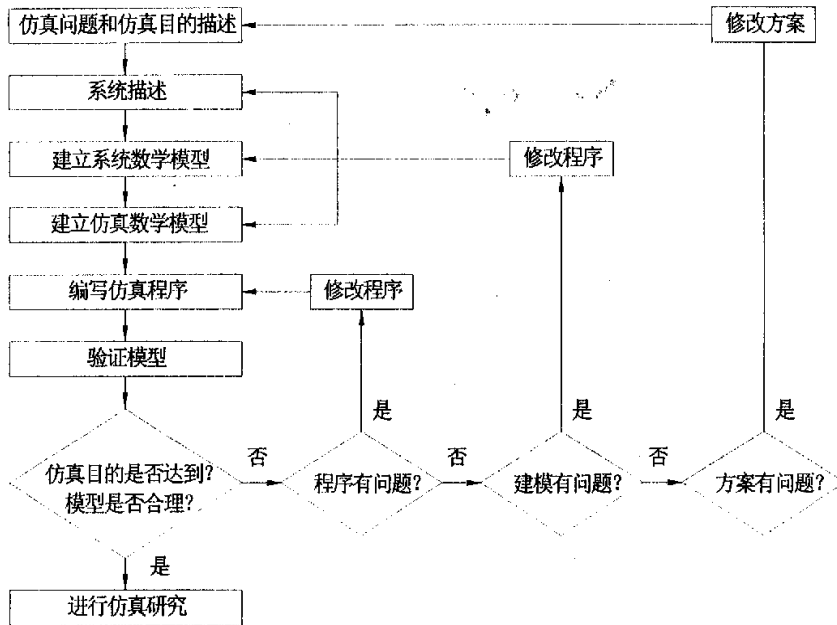 仿真问题和仿真目的描述
修改方案
系统描述
建立系统数学模型
修改程序
建立仿真数学模型
编写仿真程序
修改程序
验证模型
是
是
是
仿真目的是否达到?
模型是否合理?
否
程序有问题?
否
建模有问题?
否
方案有问题?
是
进行仿真研究